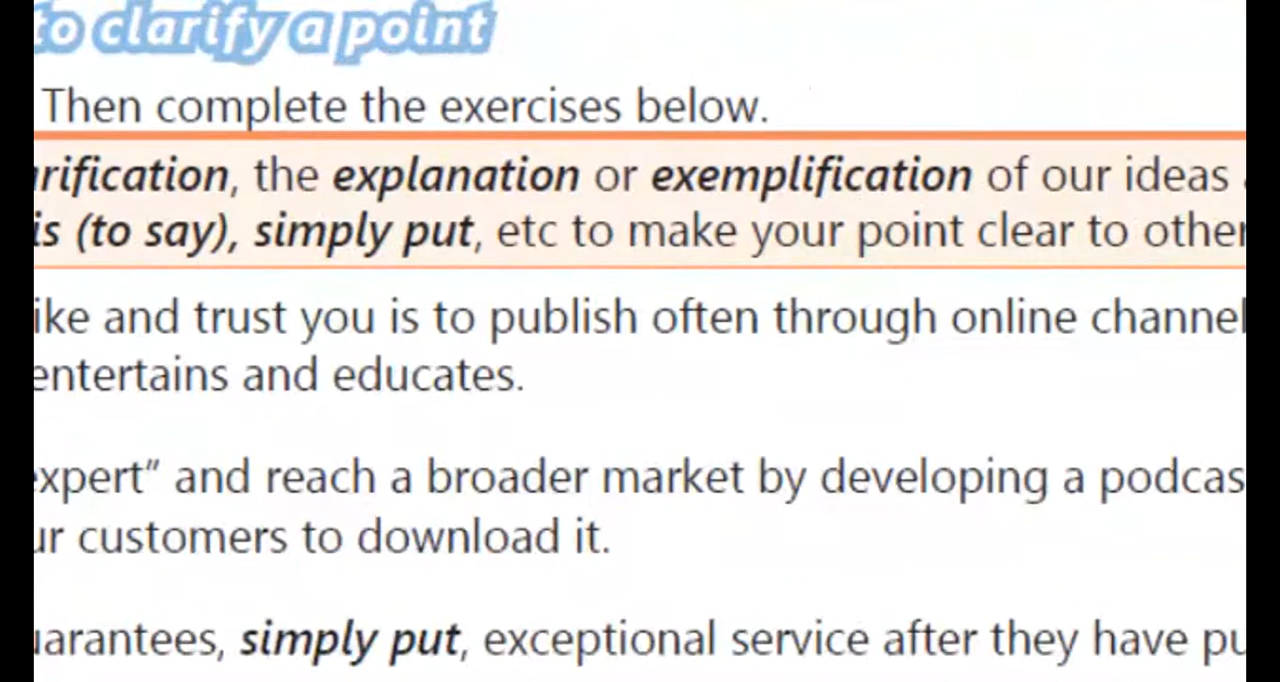 to clarify a point
Then complete the exercises below.
rification, the explanation or exemplification of our ideas
is (to say), simply put, etc to make your point clear to other
ike and trust you is to publish often through online channel
entertains and educates.
expert" and reach a broader market by developing a podcas
ur customers to download it.
uarantees, simply put, exceptional service after they have pu